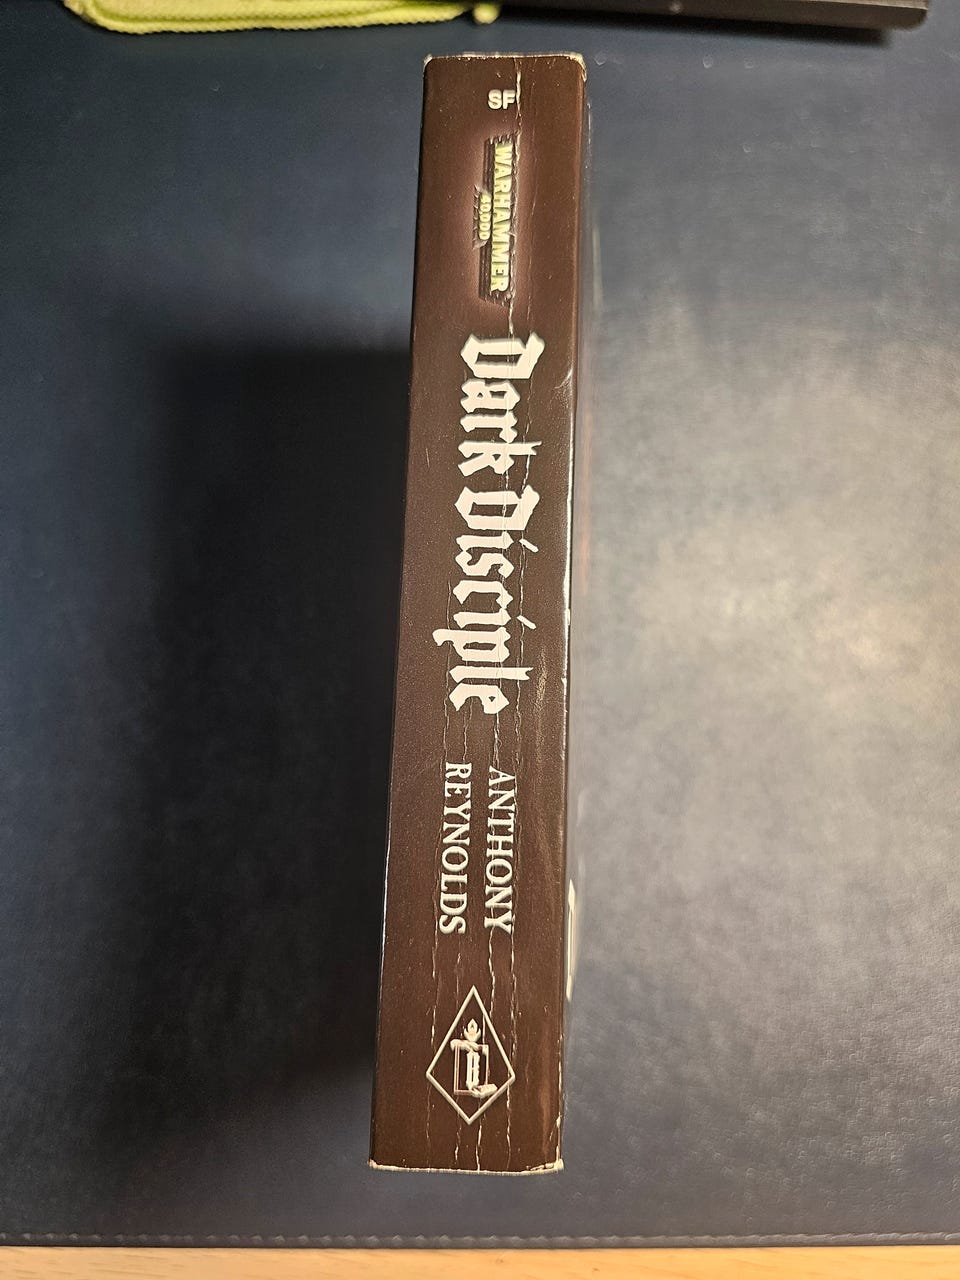 SF
WARHAMMER
40,000
Dark Disciple
ANTHONY
REYNOLDS